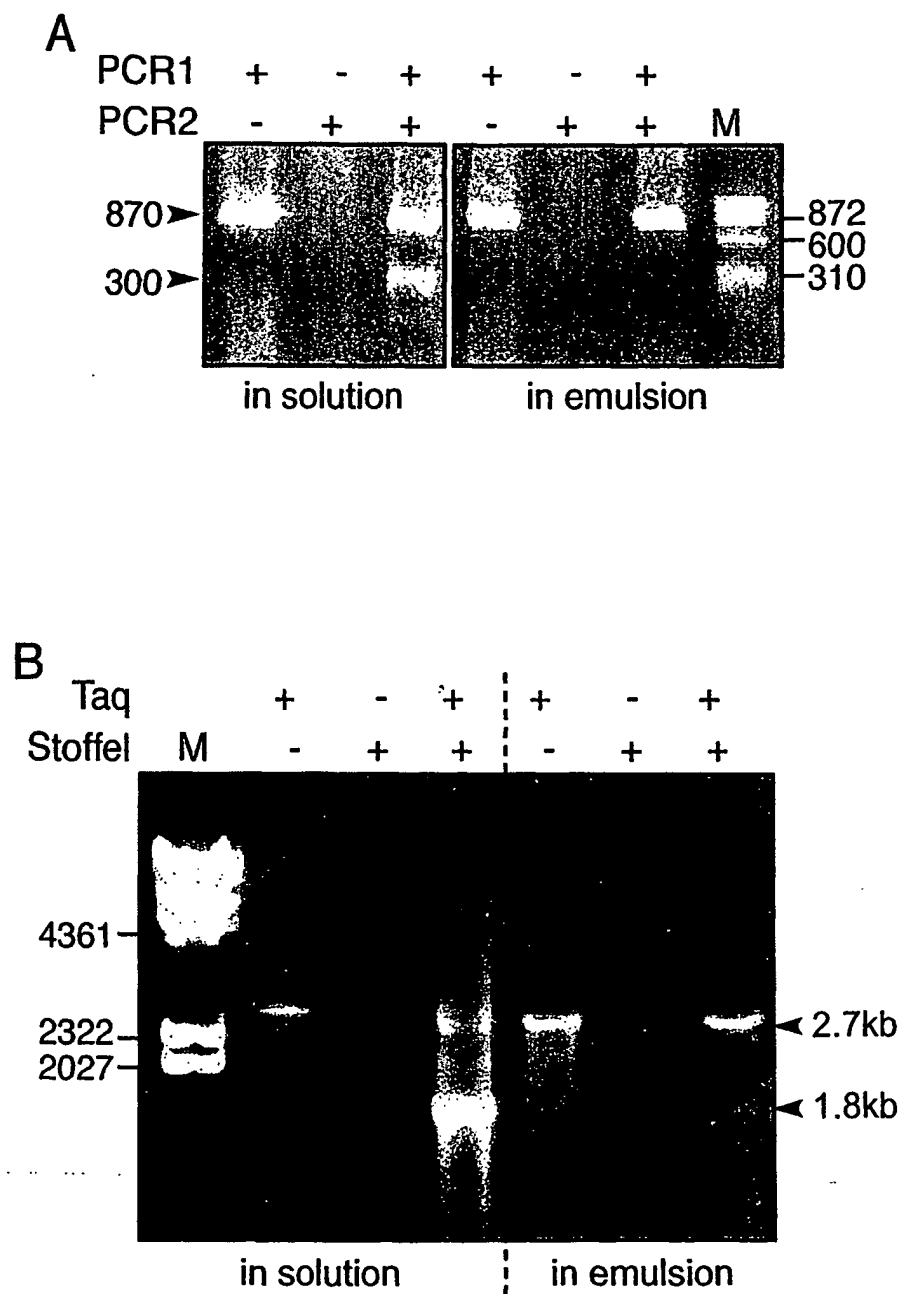 A
PCR1 + - + + - +
PCR2 - + + - + + M
870 872
600
300 310
in solution in emulsion
B
Taq + - + + - +
Stoffel M - + + - + +
4361
2322 2.7kb
2027
1.8kb
in solution in emulsion